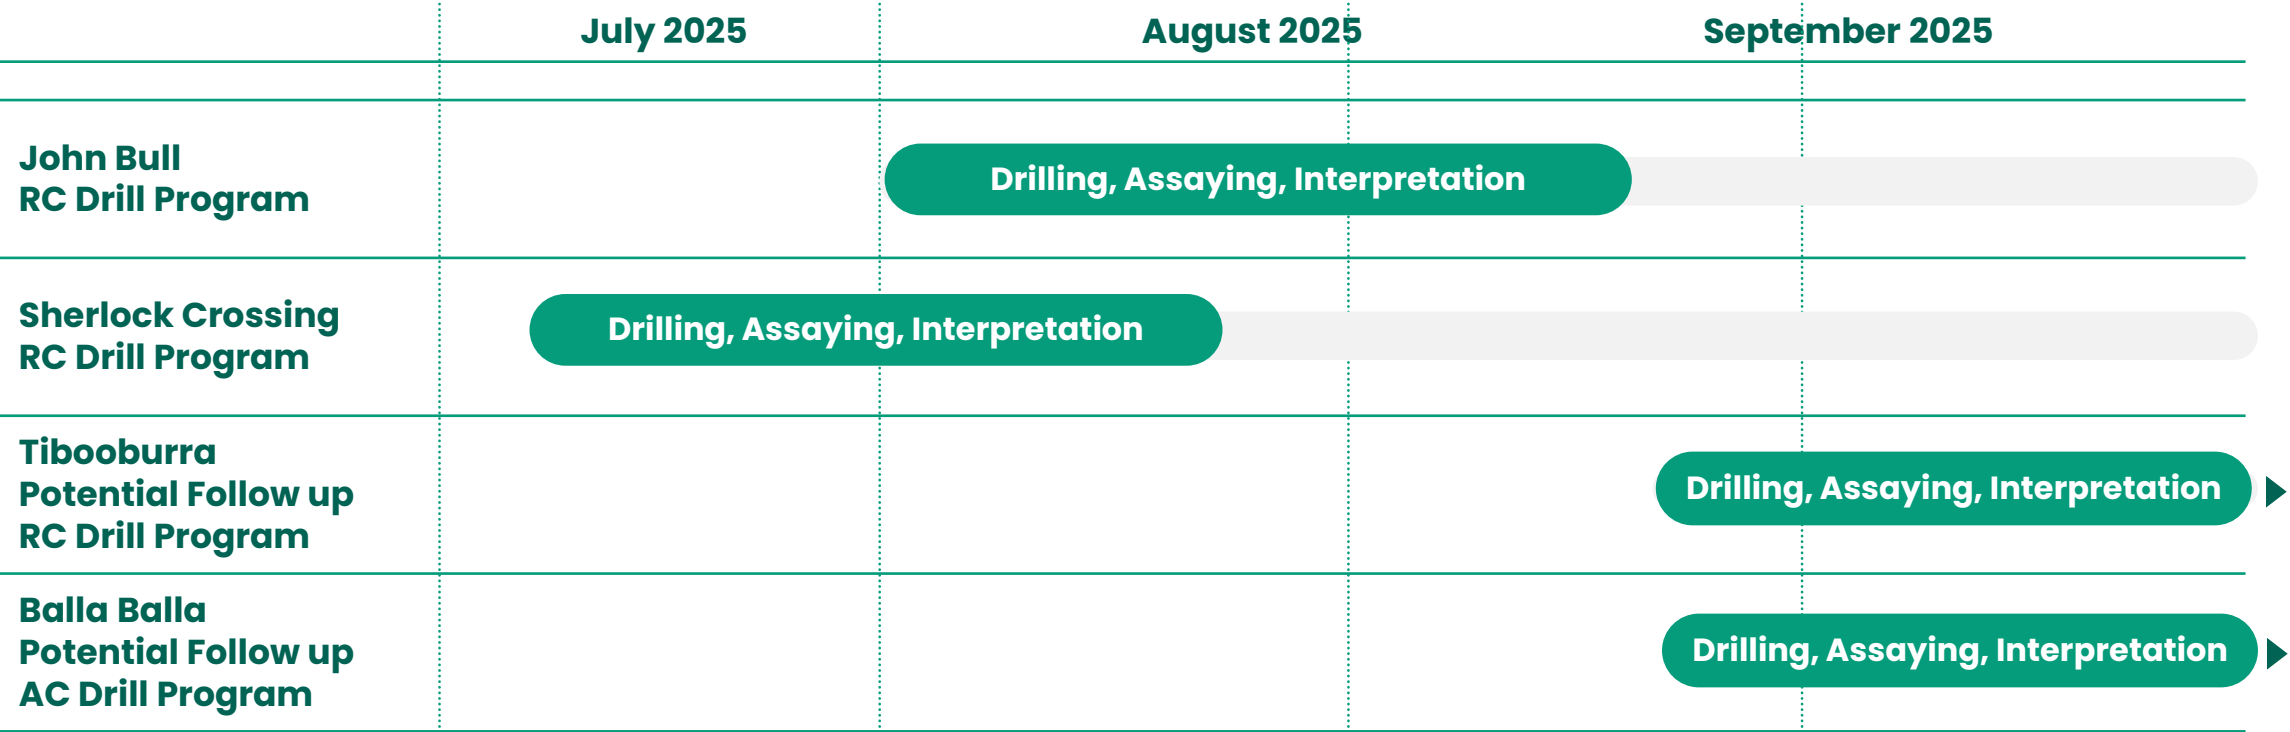 July 2025
August 2025
September 2025
John Bull
RC Drill Program
Drilling, Assaying, Interpretation
Sherlock Crossing
RC Drill Program
Drilling, Assaying, Interpretation
Tibooburra
Potential Follow up
RC Drill Program
Drilling, Assaying, Interpretation
Balla Balla
Potential Follow up
AC Drill Program
Drilling, Assaying, Interpretation